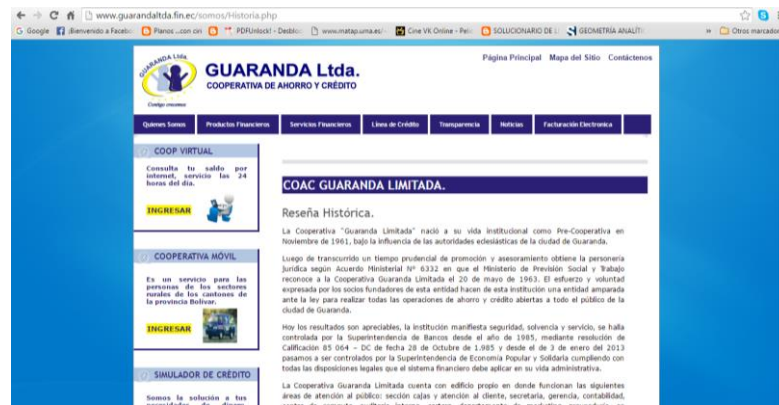 www.guarandaltda.fin.ec/somos/Historia.php
Google
¡Bienvenido a Facebo
Planos ...con ciri
PDFUnlock! - Desbloc
www.matap.uma.es/
Cine VK Online - Pelic
SOLUCIONARIO DE L
GEOMETRÍA ANALÍT
»
Otros marcador
GUARANDA Ltda.
GUARANDA Ltda.
COOPERATIVA DE AHORRO Y CRÉDITO
Contigo crecemos
Página Principal Mapa del Sitio Contáctenos
Quienes Somos Productos Financieros Servicios Financieros Línea de Crédito Transparencia Noticias Facturación Electronica
COOP VIRTUAL
Consulta tu saldo por
internet, servicio las 24
horas del día.
INGRESAR
COOPERATIVA MÓVIL
Es un servicio para las
personas de los sectores
rurales de los cantones de
la provincia Bolívar.
INGRESAR
SIMULADOR DE CRÉDITO
Somos la solución a tus
necesidades de dinero,
COAC GUARANDA LIMITADA.
Reseña Histórica.
La Cooperativa "Guaranda Limitada" nació a su vida institucional como Pre-Cooperativa en
Noviembre de 1961, bajo la influencia de las autoridades eclesiásticas de la ciudad de Guaranda.
Luego de transcurrido un tiempo prudencial de promoción y asesoramiento obtiene la personería
jurídica según Acuerdo Ministerial Nº 6332 en que el Ministerio de Previsión Social y Trabajo
reconoce a la Cooperativa Guaranda Limitada el 20 de mayo de 1963. El esfuerzo y voluntad
expresada por los socios fundadores de esta entidad hacen de esta institución una entidad amparada
ante la ley para realizar todas las operaciones de ahorro y crédito abiertas a todo el público de la
ciudad de Guaranda.
Hoy los resultados son apreciables, la institución manifiesta seguridad, solvencia y servicio, se halla
controlada por la Superintendencia de Bancos desde el año de 1985, mediante resolución de
Calificación 85 064 – DC de fecha 28 de Octubre de 1.985 y desde el de 3 de enero del 2013
pasamos a ser controlados por la Superintendencia de Economía Popular y Solidaria cumpliendo con
todas las disposiciones legales que el sistema financiero debe aplicar en su vida administrativa.
La Cooperativa Guaranda Limitada cuenta con edificio propio en donde funcionan las siguientes
áreas de atención al público: sección cajas y atención al cliente, secretaria, gerencia, contabilidad,